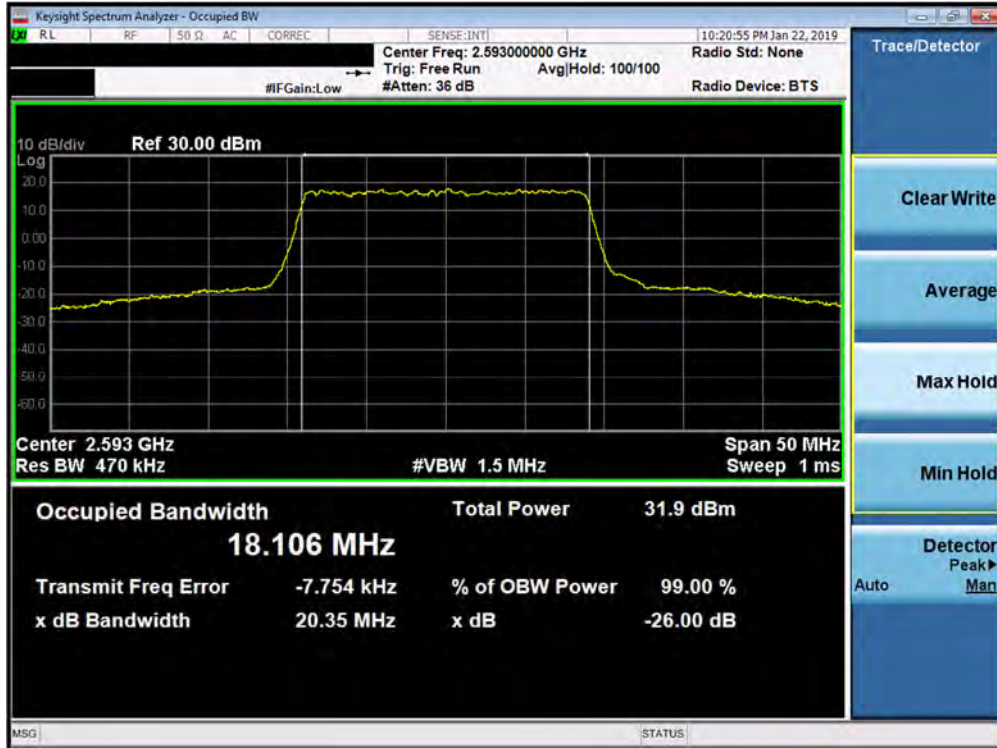 Keysight Spectrum Analyzer - Occupied BW
RL RF 50 Ω AC CORREC SENSE:INT 10:20:55 PM Jan 22, 2019
Center Freq: 2.593000000 GHz Radio Std: None
Trig: Free Run Avg|Hold: 100/100
#IFGain:Low #Atten: 36 dB Radio Device: BTS
Trace/Detector
10 dB/div Ref 30.00 dBm
Log
20.0
10.0
0.00
-10.0
-20.0
-30.0
-40.0
-50.0
-60.0
Center 2.593 GHz Span 50 MHz
Res BW 470 kHz #VBW 1.5 MHz Sweep 1 ms
Occupied Bandwidth Total Power 31.9 dBm
18.106 MHz
Transmit Freq Error -7.754 kHz % of OBW Power 99.00 %
x dB Bandwidth 20.35 MHz x dB -26.00 dB
Clear Write
Average
Max Hold
Min Hold
Detector
Peak
Auto Man
MSG STATUS